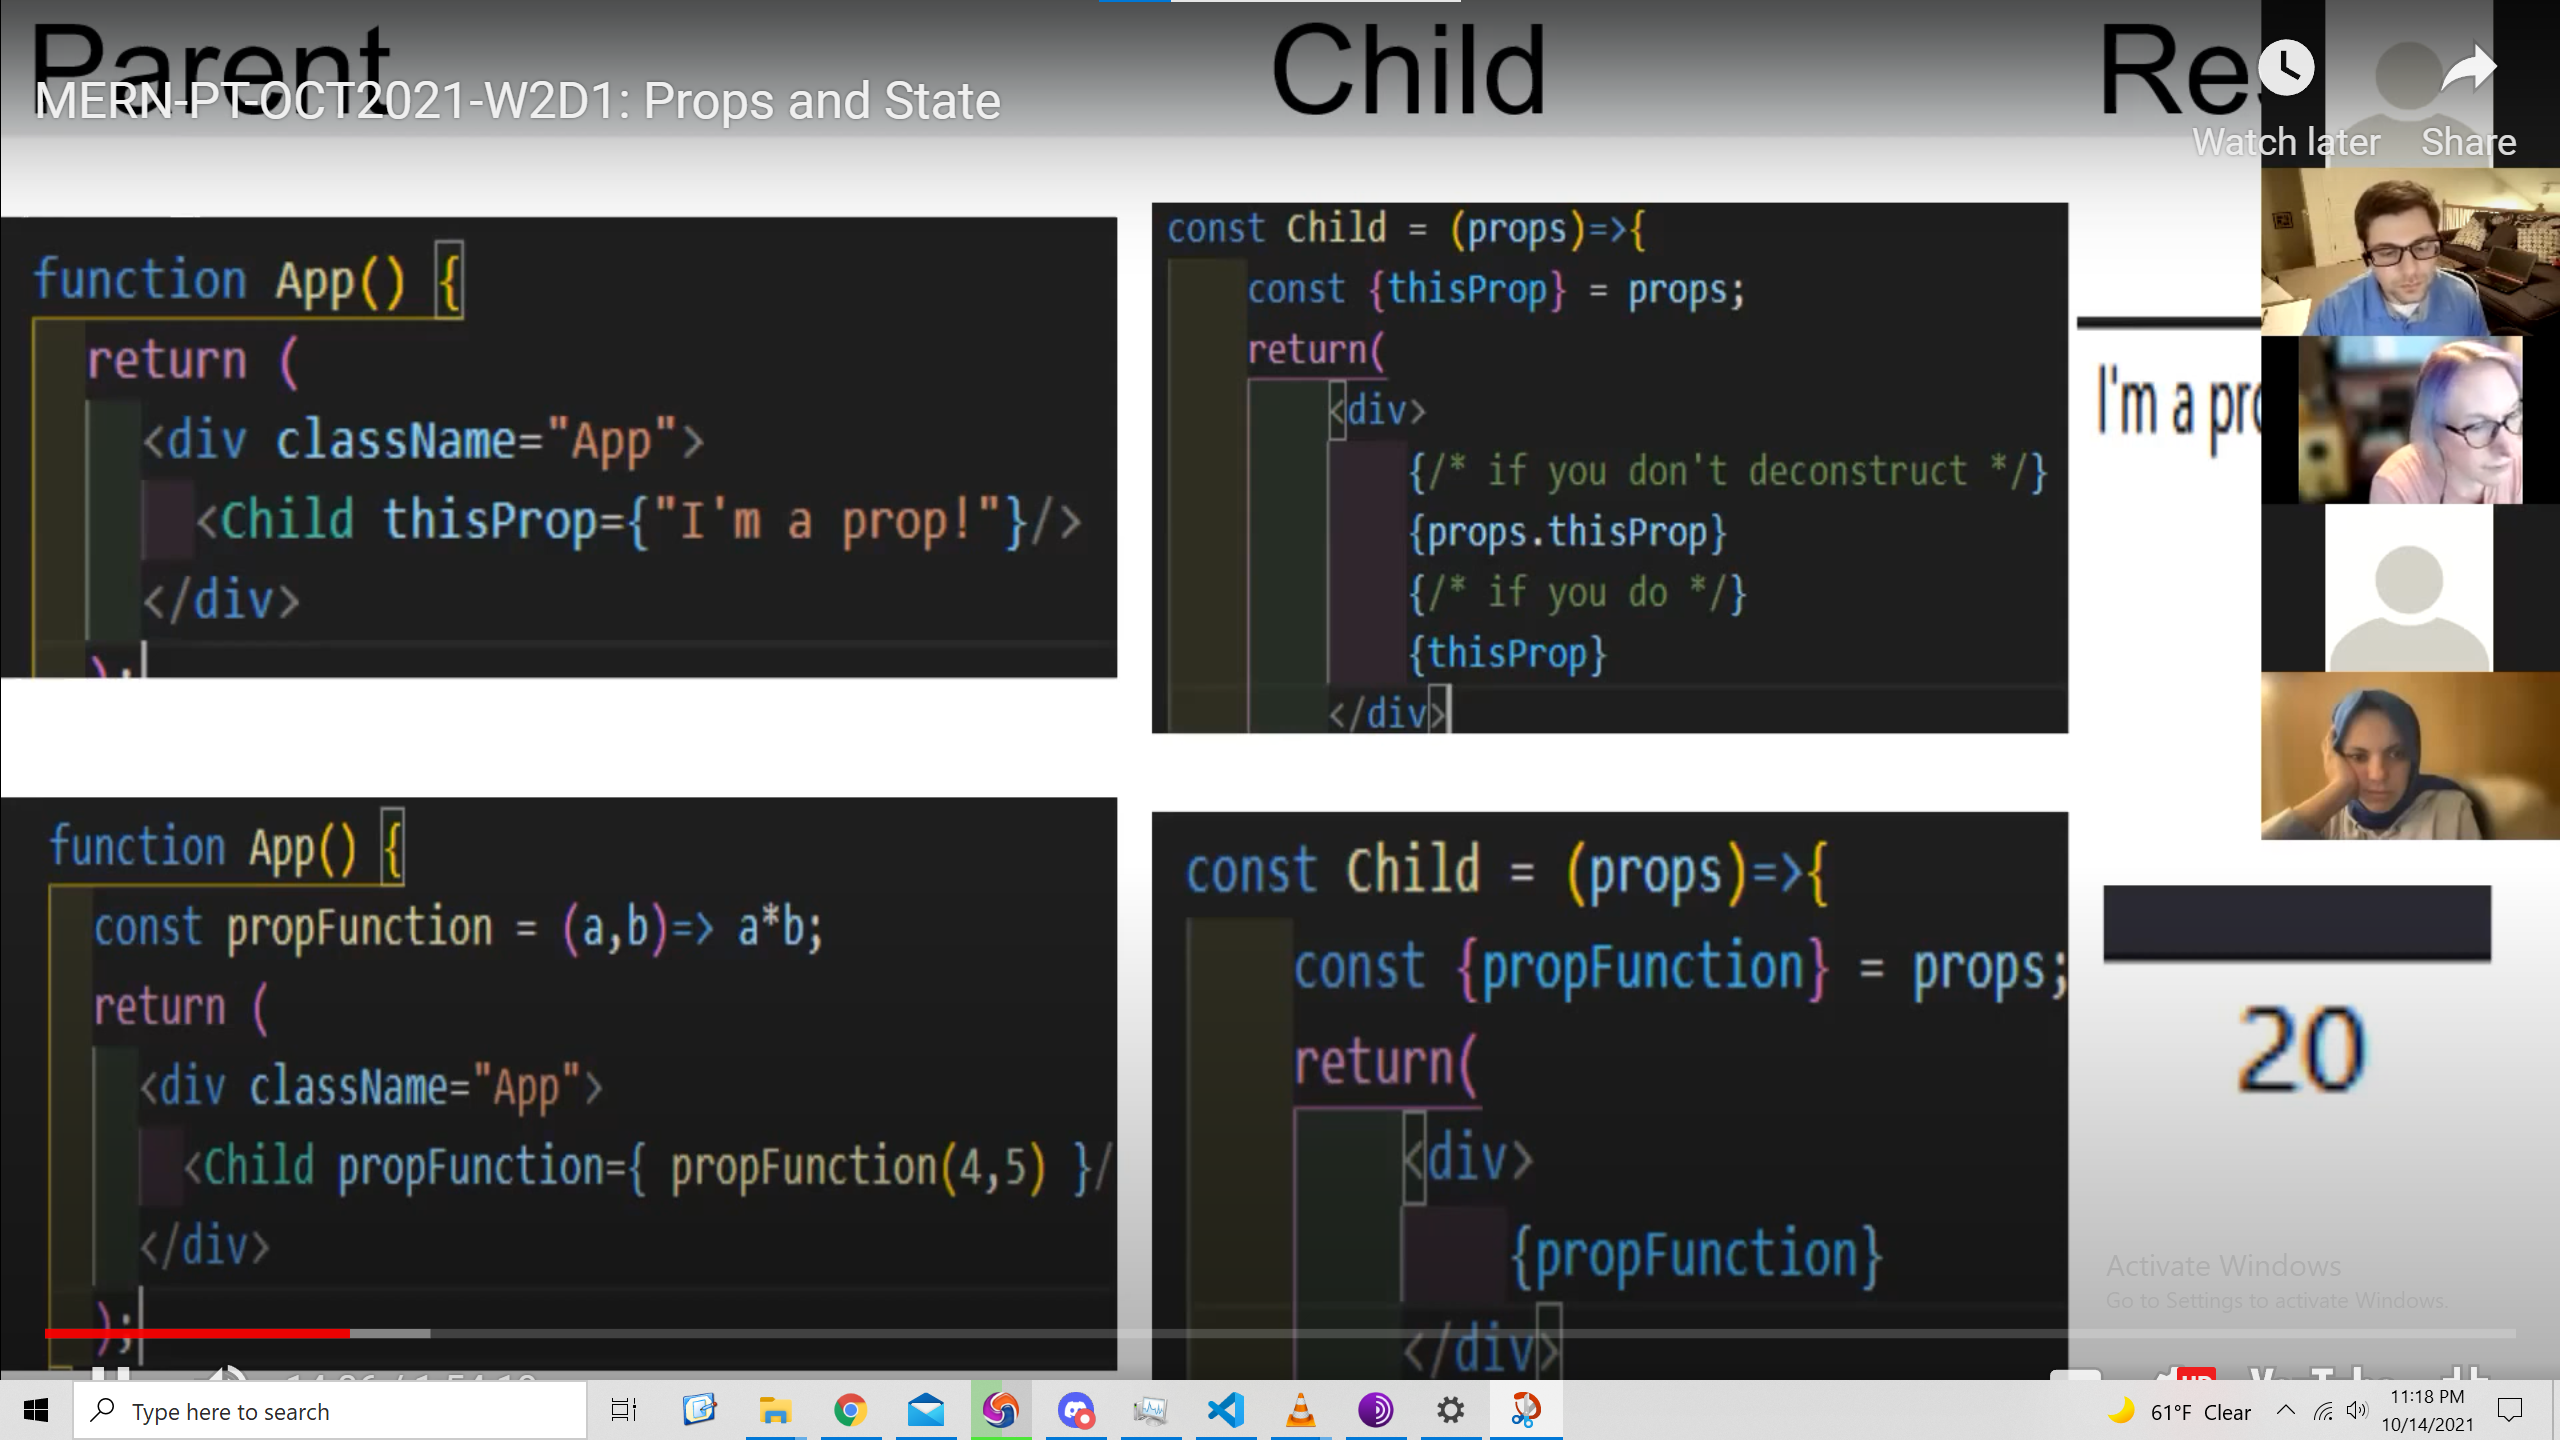 Parent
Child
MERN-PT-OCT2021-W2D1: Props and State
Watch later
Share
function App() {
return (
<div className="App">
<Child thisProp={"I'm a prop!"}/>
</div>
);
const Child = (props)=>{
const {thisProp} = props;
return(
<div>
{/* if you don't deconstruct */}
{props.thisProp}
{/* if you do */}
{thisProp}
</div>
I'm a
function App() {
const propFunction = (a,b)=> a*b;
return (
<div className="App">
<Child propFunction={ propFunction(4,5) }/
</div>
);
const Child = (props)=>{
const {propFunction} = props;
return(
<div>
{propFunction}
</div>
20
Activate Windows
Go to Settings to activate Windows.
Type here to search
61°F Clear
11:18 PM
10/14/2021